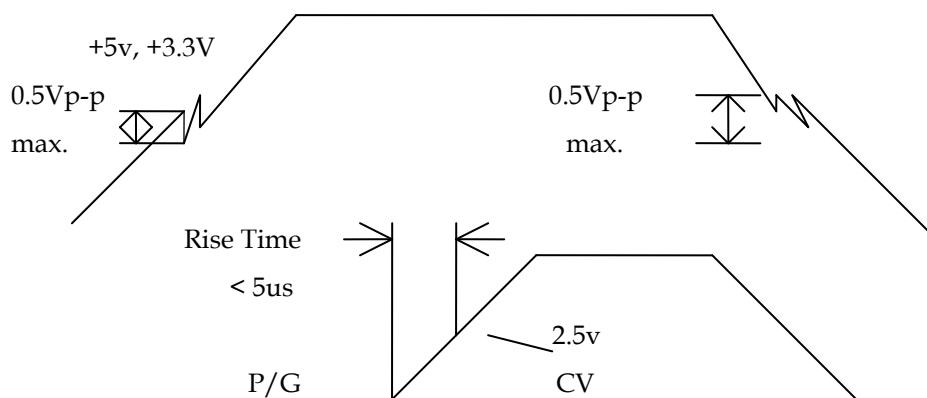 +5v, +3.3V
0.5Vp-p
max.
0.5Vp-p
max.
Rise Time
< 5us
2.5v
P/G
CV